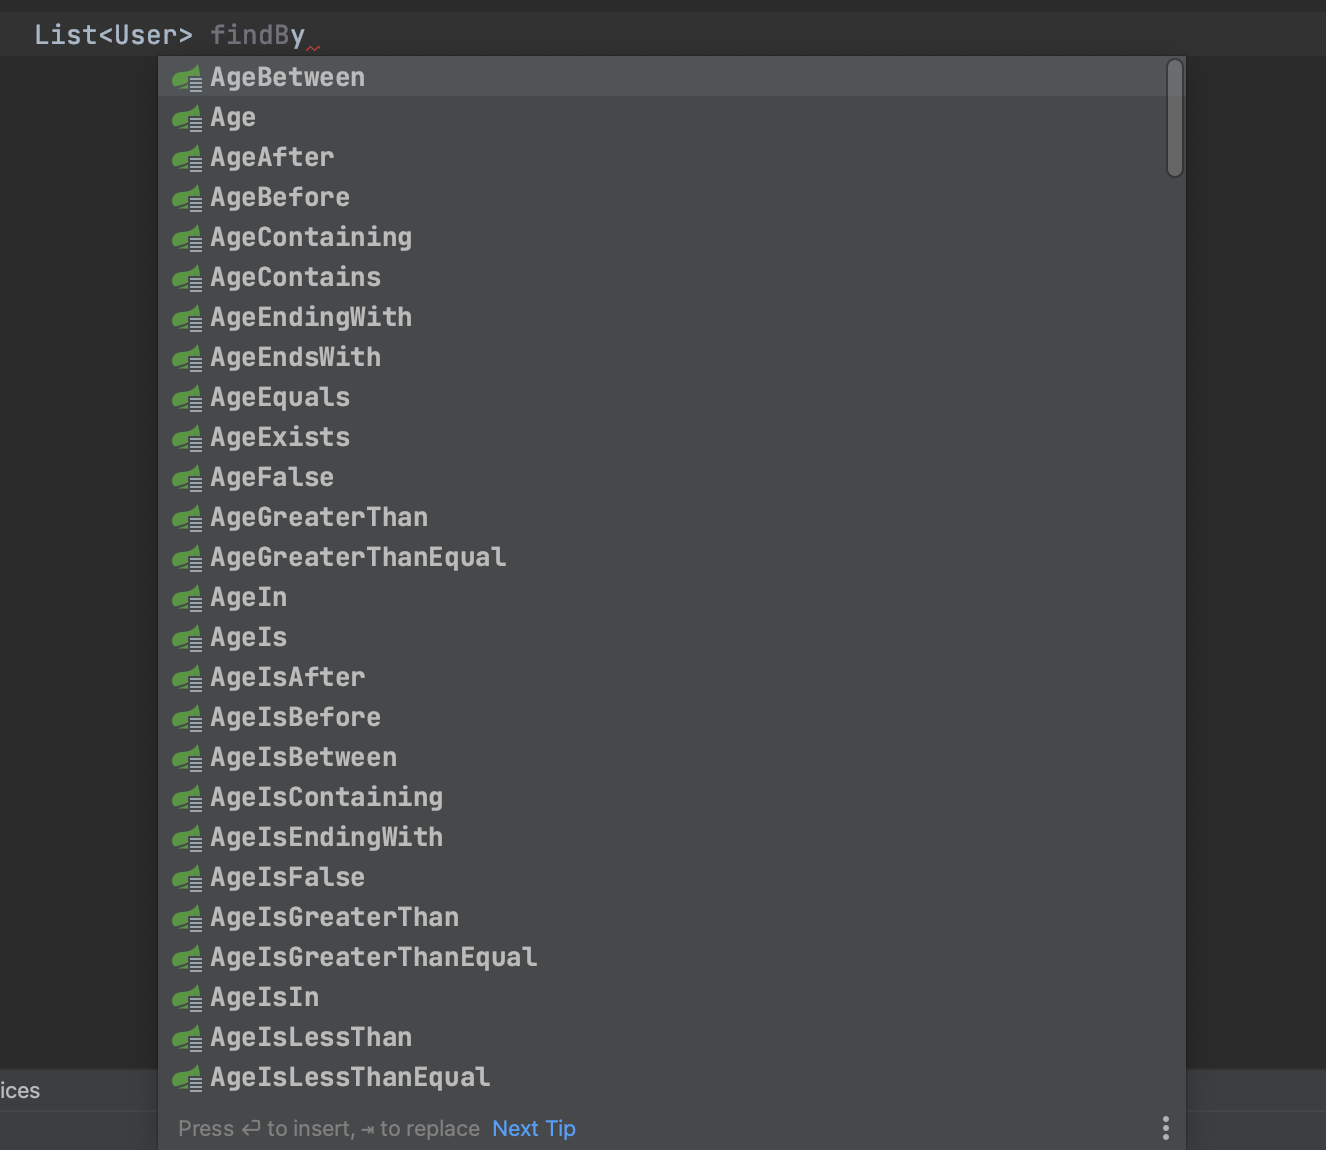 List<User> findBy
AgeBetween
Age
AgeAfter
AgeBefore
AgeContaining
AgeContains
AgeEndingWith
AgeEndsWith
AgeEquals
AgeExists
AgeFalse
AgeGreaterThan
AgeGreaterThanEqual
AgeIn
AgeIs
AgeIsAfter
AgeIsBefore
AgeIsBetween
AgeIsContaining
AgeIsEndingWith
AgeIsFalse
AgeIsGreaterThan
AgeIsGreaterThanEqual
AgeIsIn
AgeIsLessThan
AgeIsLessThanEqual
ices
Press ↩ to insert, ⇥ to replace Next Tip